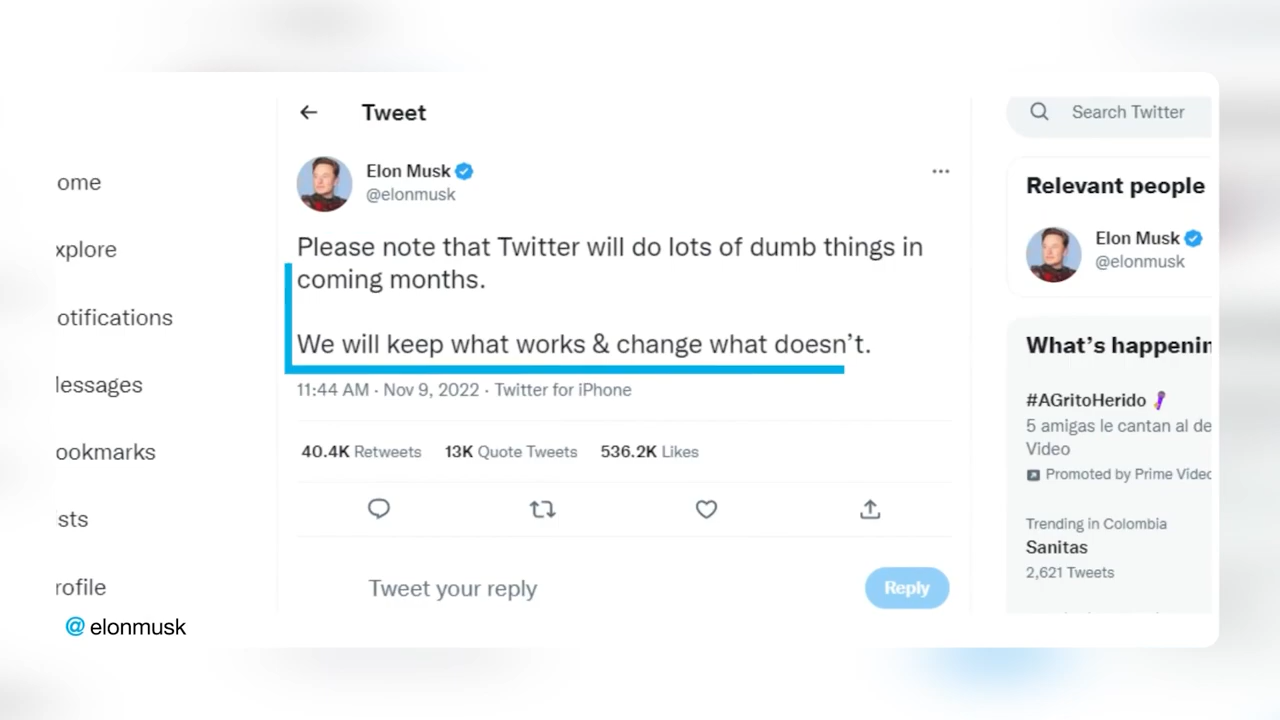 Tweet
Elon Musk
@elonmusk
Please note that Twitter will do lots of dumb things in
coming months.
We will keep what works & change what doesn’t.
11:44 AM · Nov 9, 2022 · Twitter for iPhone
40.4K Retweets 13K Quote Tweets 536.2K Likes
Tweet your reply
Reply
ome
xplore
otifications
essages
ookmarks
sts
rofile
@ elonmusk
Search Twitter
Relevant people
Elon Musk
@elonmusk
What’s happenin
#AGritoHerido
5 amigas le cantan al de
Video
Promoted by Prime Video
Trending in Colombia
Sanitas
2,621 Tweets